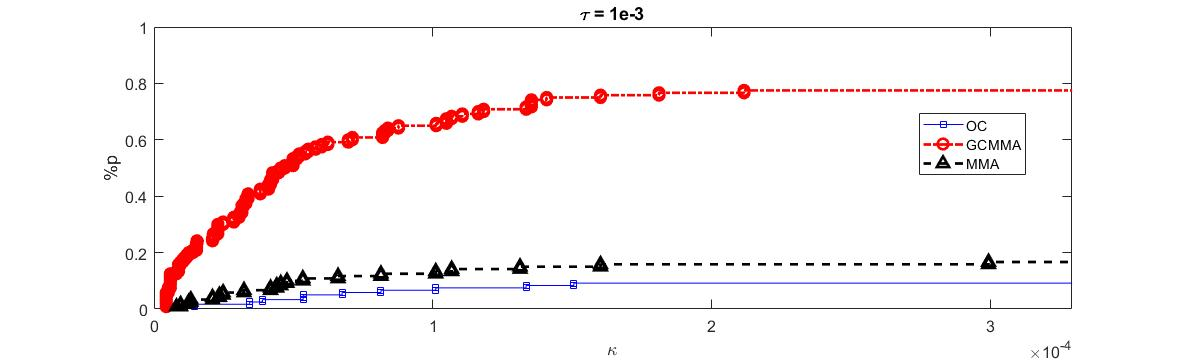 τ = 1e-3
1
0.8
0.6
0.4
0.2
0
%p
OC
GCMMA
MMA
0 1 2 3
κ
×10⁻⁴